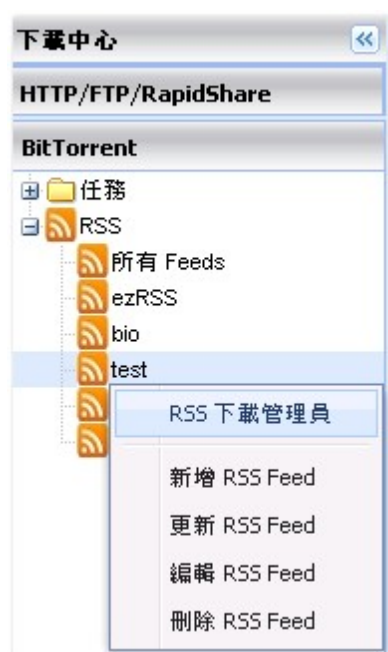 下載中心
HTTP/FTP/RapidShare
BitTorrent
任務
RSS
所有 Feeds
ezRSS
bio
test
RSS 下載管理員
新增 RSS Feed
更新 RSS Feed
編輯 RSS Feed
刪除 RSS Feed